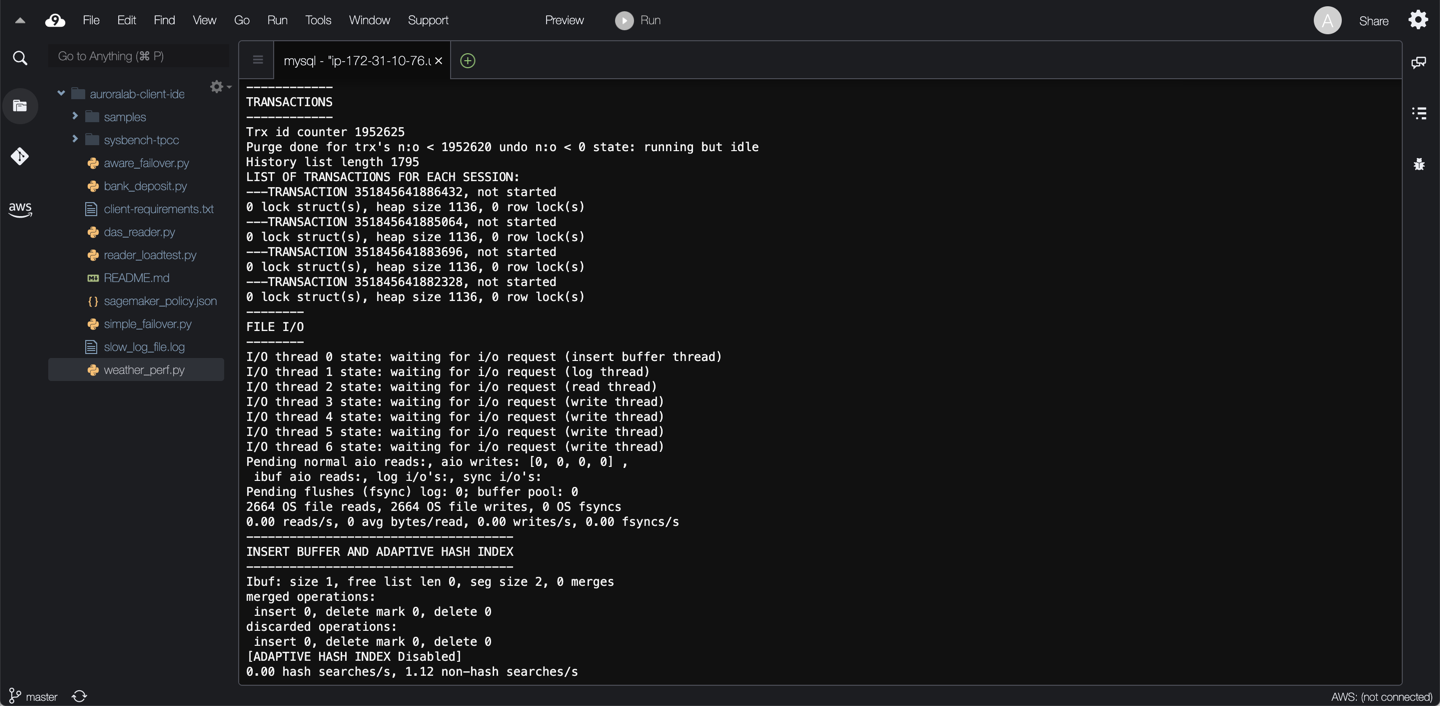 9 File Edit Find View Go Run Tools Window Support Preview Run A Share
Go to Anything (⌘ P)
auroralab-client-ide
samples
sysbench-tpcc
aware_failover.py
bank_deposit.py
client-requirements.txt
das_reader.py
reader_loadtest.py
README.md
sagemaker_policy.json
simple_failover.py
slow_log_file.log
weather_perf.py
aws
mysql - "ip-172-31-10-76.u ×
------------
TRANSACTIONS
------------
Trx id counter 1952625
Purge done for trx's n:o < 1952620 undo n:o < 0 state: running but idle
History list length 1795
LIST OF TRANSACTIONS FOR EACH SESSION:
---TRANSACTION 351845641886432, not started
0 lock struct(s), heap size 1136, 0 row lock(s)
---TRANSACTION 351845641885064, not started
0 lock struct(s), heap size 1136, 0 row lock(s)
---TRANSACTION 351845641883696, not started
0 lock struct(s), heap size 1136, 0 row lock(s)
---TRANSACTION 351845641882328, not started
0 lock struct(s), heap size 1136, 0 row lock(s)
--------
FILE I/O
--------
I/O thread 0 state: waiting for i/o request (insert buffer thread)
I/O thread 1 state: waiting for i/o request (log thread)
I/O thread 2 state: waiting for i/o request (read thread)
I/O thread 3 state: waiting for i/o request (write thread)
I/O thread 4 state: waiting for i/o request (write thread)
I/O thread 5 state: waiting for i/o request (write thread)
I/O thread 6 state: waiting for i/o request (write thread)
Pending normal aio reads:, aio writes: [0, 0, 0, 0] ,
 ibuf aio reads:, log i/o's:, sync i/o's:
Pending flushes (fsync) log: 0; buffer pool: 0
2664 OS file reads, 2664 OS file writes, 0 OS fsyncs
0.00 reads/s, 0 avg bytes/read, 0.00 writes/s, 0.00 fsyncs/s
-------------------------------------
INSERT BUFFER AND ADAPTIVE HASH INDEX
-------------------------------------
Ibuf: size 1, free list len 0, seg size 2, 0 merges
merged operations:
 insert 0, delete mark 0, delete 0
discarded operations:
 insert 0, delete mark 0, delete 0
[ADAPTIVE HASH INDEX Disabled]
0.00 hash searches/s, 1.12 non-hash searches/s
master
AWS: (not connected)